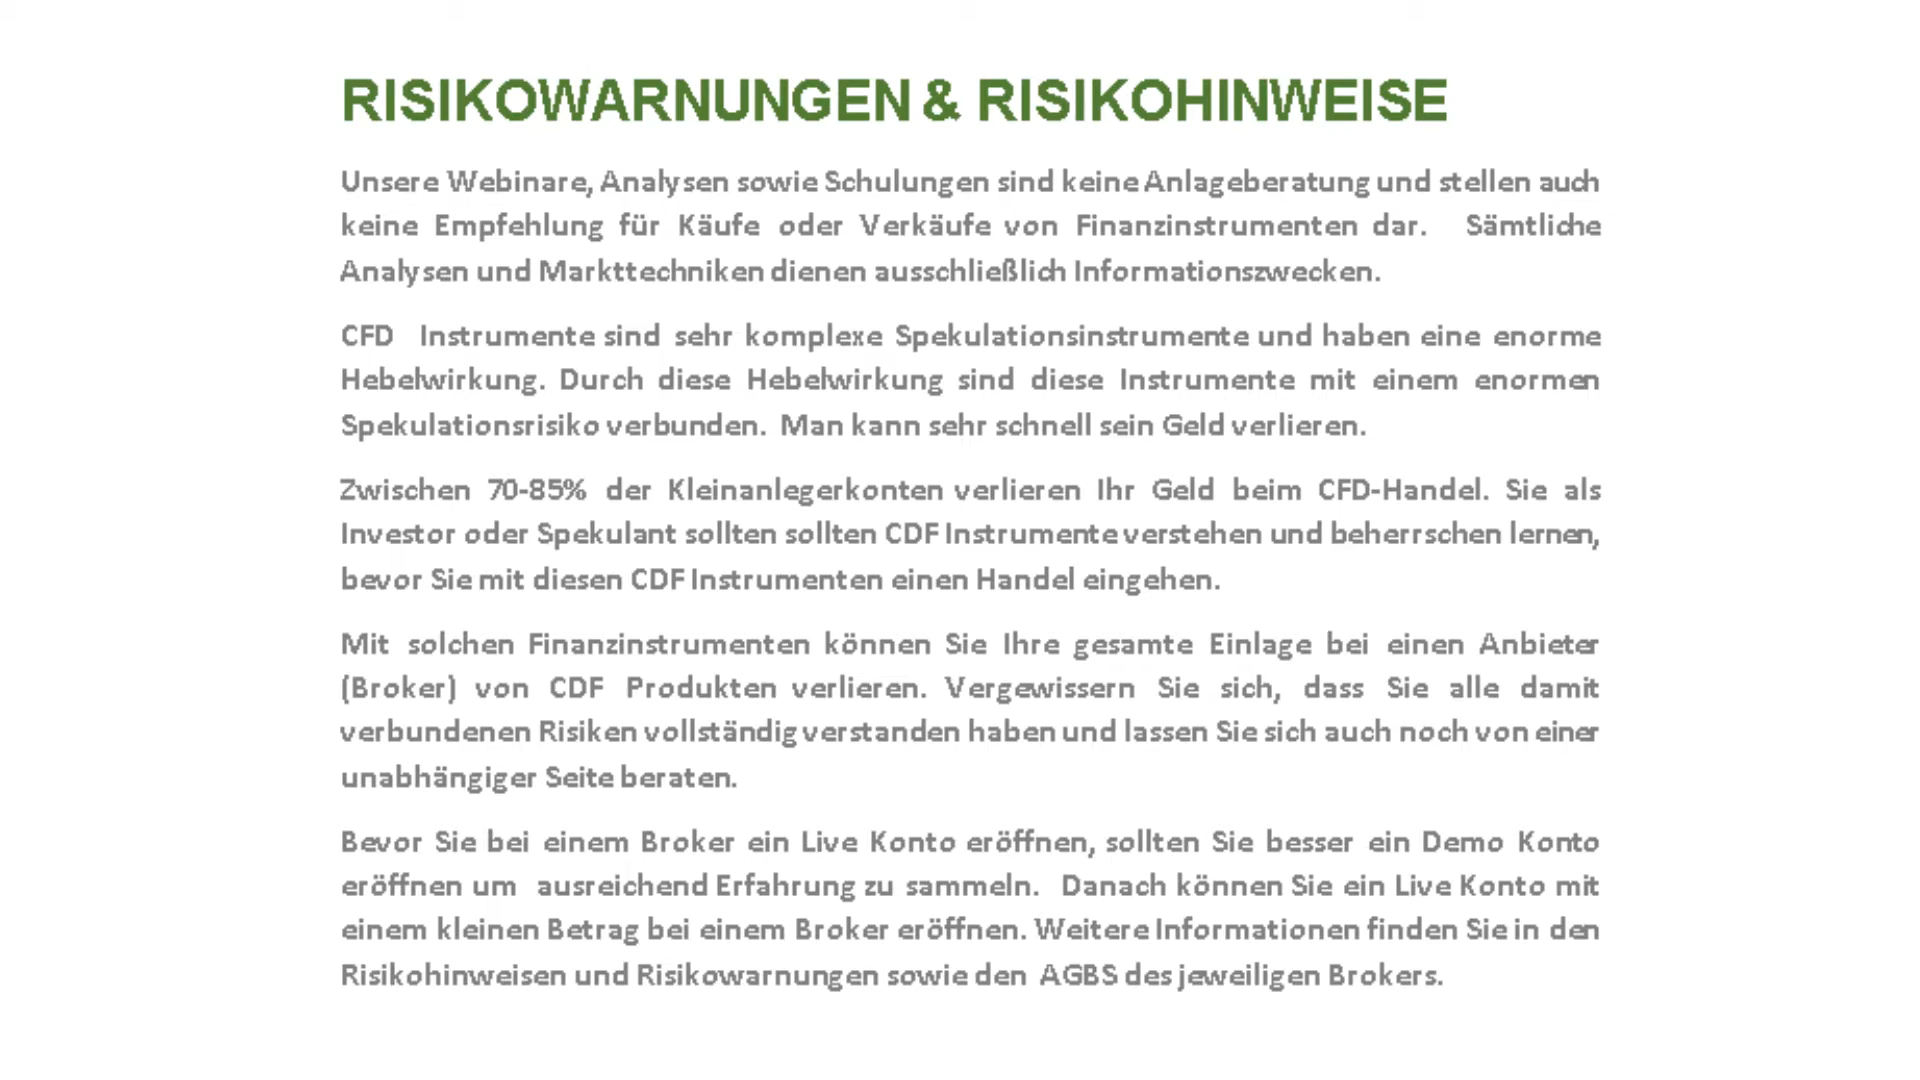 RISIKOWARNUNGEN & RISIKOHINWEISE
Unsere Webinare, Analysen sowie Schulungen sind keine Anlageberatung und stellen auch
keine Empfehlung für Käufe oder Verkäufe von Finanzinstrumenten dar. Sämtliche
Analysen und Markttechniken dienen ausschließlich Informationszwecken.
CFD Instrumente sind sehr komplexe Spekulationsinstrumente und haben eine enorme
Hebelwirkung. Durch diese Hebelwirkung sind diese Instrumente mit einem enormen
Spekulationsrisiko verbunden. Man kann sehr schnell sein Geld verlieren.
Zwischen 70-85% der Kleinanlegerkonten verlieren Ihr Geld beim CFD-Handel. Sie als
Investor oder Spekulant sollten sollten CDF Instrumente verstehen und beherrschen lernen,
bevor Sie mit diesen CDF Instrumenten einen Handel eingehen.
Mit solchen Finanzinstrumenten können Sie Ihre gesamte Einlage bei einen Anbieter
(Broker) von CDF Produkten verlieren. Vergewissern Sie sich, dass Sie alle damit
verbundenen Risiken vollständig verstanden haben und lassen Sie sich auch noch von einer
unabhängiger Seite beraten.
Bevor Sie bei einem Broker ein Live Konto eröffnen, sollten Sie besser ein Demo Konto
eröffnen um ausreichend Erfahrung zu sammeln. Danach können Sie ein Live Konto mit
einem kleinen Betrag bei einem Broker eröffnen. Weitere Informationen finden Sie in den
Risikohinweisen und Risikowarnungen sowie den AGBS des jeweiligen Brokers.